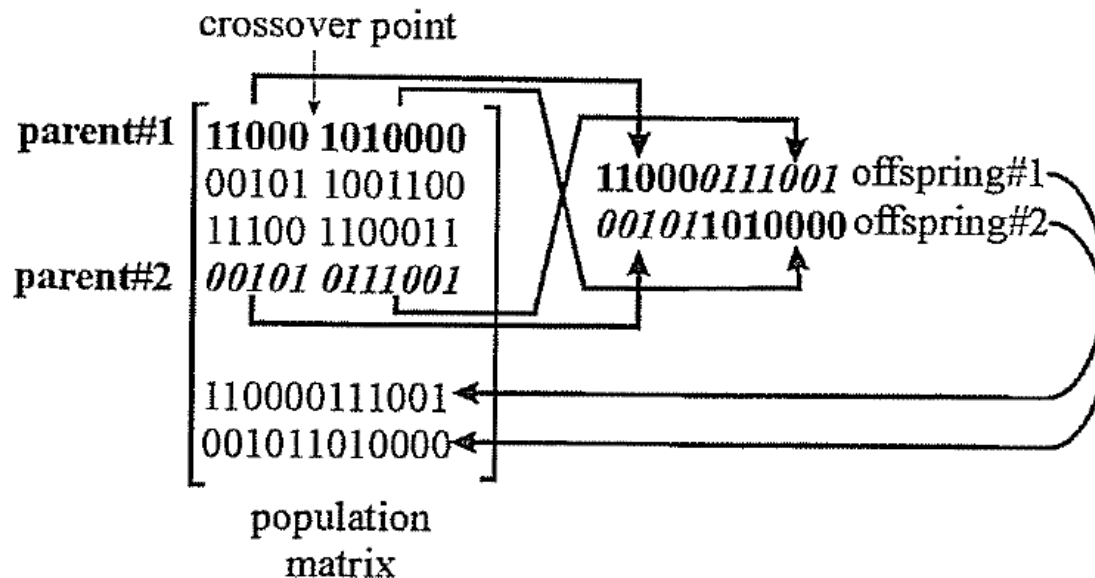 crossover point
parent#1 11000 1010000
00101 1001100
11100 1100011
parent#2 00101 0111001
110000111001 offspring#1
001011010000 offspring#2
110000111001
001011010000
population
matrix